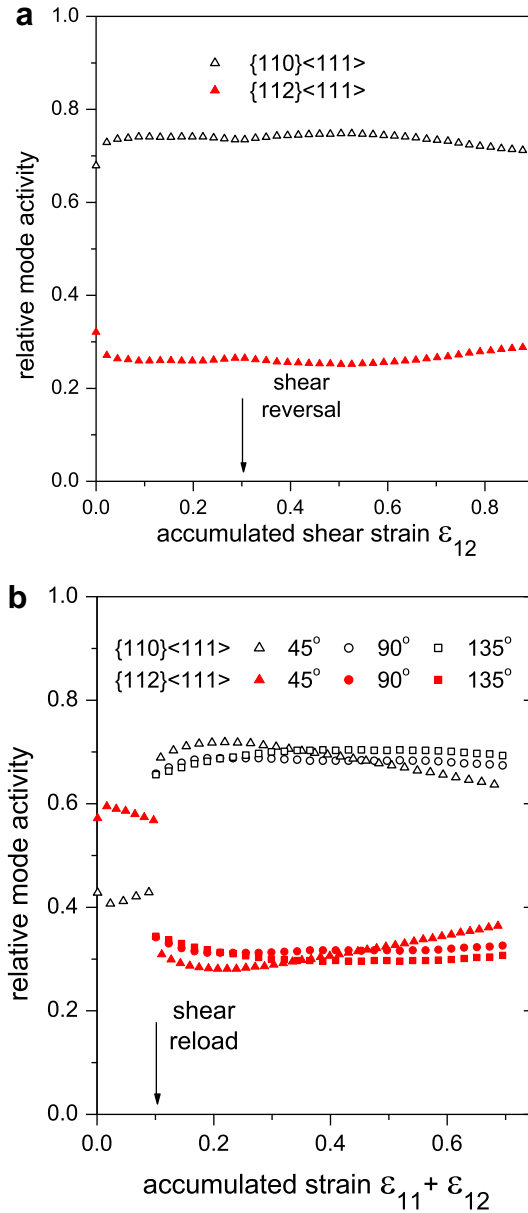 a
1.0
{110}<111>
{112}<111>
0.8
0.6
0.4
0.2
0.0
relative mode activity
shear
reversal
0.0 0.2 0.4 0.6 0.8
accumulated shear strain ε12
b
1.0
{110}<111> 45° 90° 135°
{112}<111> 45° 90° 135°
0.8
0.6
0.4
0.2
0.0
relative mode activity
shear
reload
0.0 0.2 0.4 0.6
accumulated strain ε11 + ε12